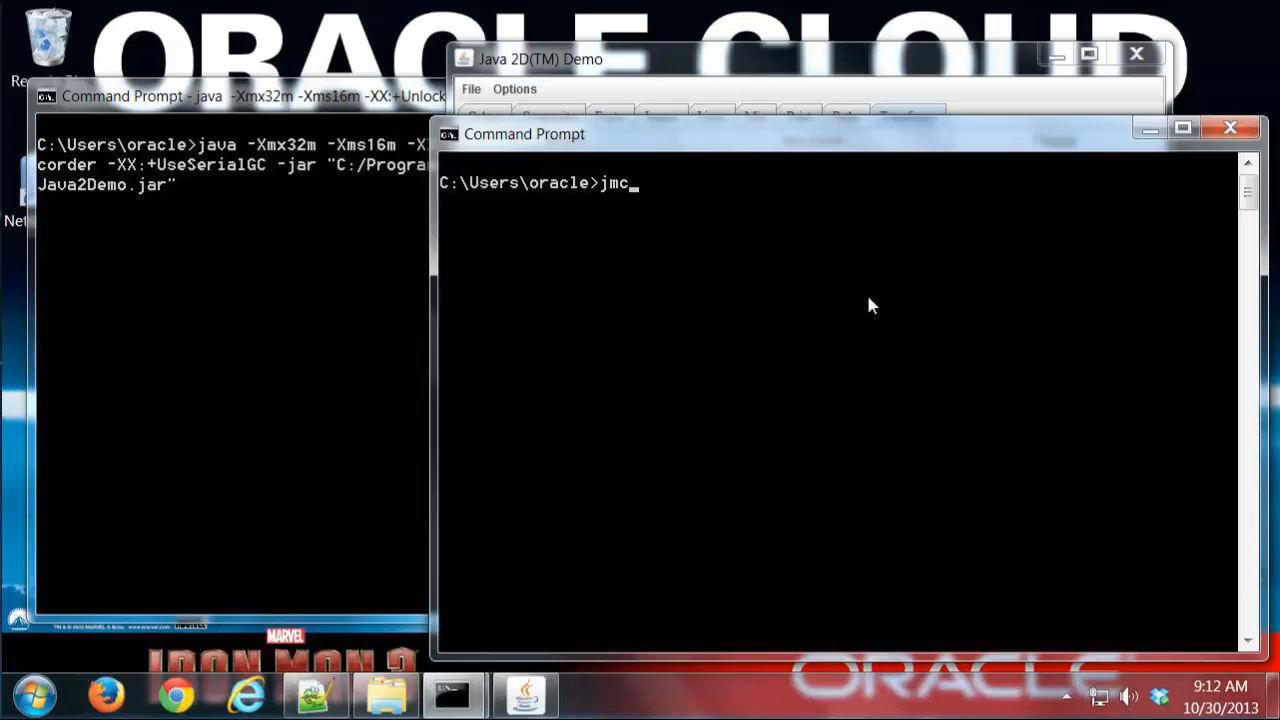 ORACLE CLOUD
Java 2D(TM) Demo
File Options
Command Prompt - java -Xmx32m -Xms16m -XX:+Unlock
C:\Users\oracle>java -Xmx32m -Xms16m -X
corder -XX:+UseSerialGC -jar "C:/Progra
Java2Demo.jar"
Command Prompt
C:\Users\oracle>jmc_
Net
MARVEL
IRON MAN 3
ORACLE
9:12 AM
10/30/2013